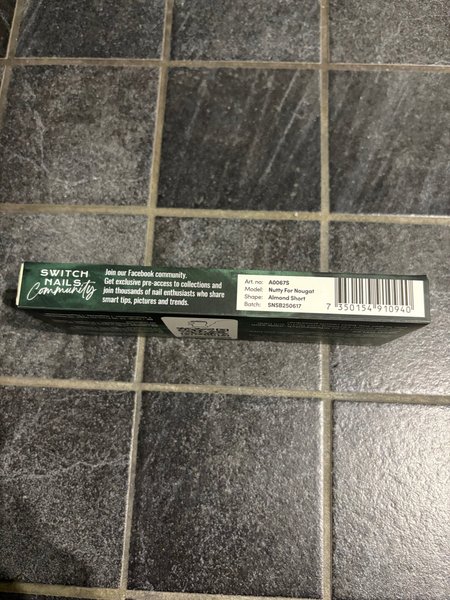 SWITCH
NAILS
Community
Join our Facebook community.
Get exclusive pre-access to collections and
join thousands of nail enthusiasts who share
smart tips, pictures and trends.
Art no: A0067S
Model: Nutty For Nougat
Shape: Almond Short
Batch: SNSB250617
7 350154 910940